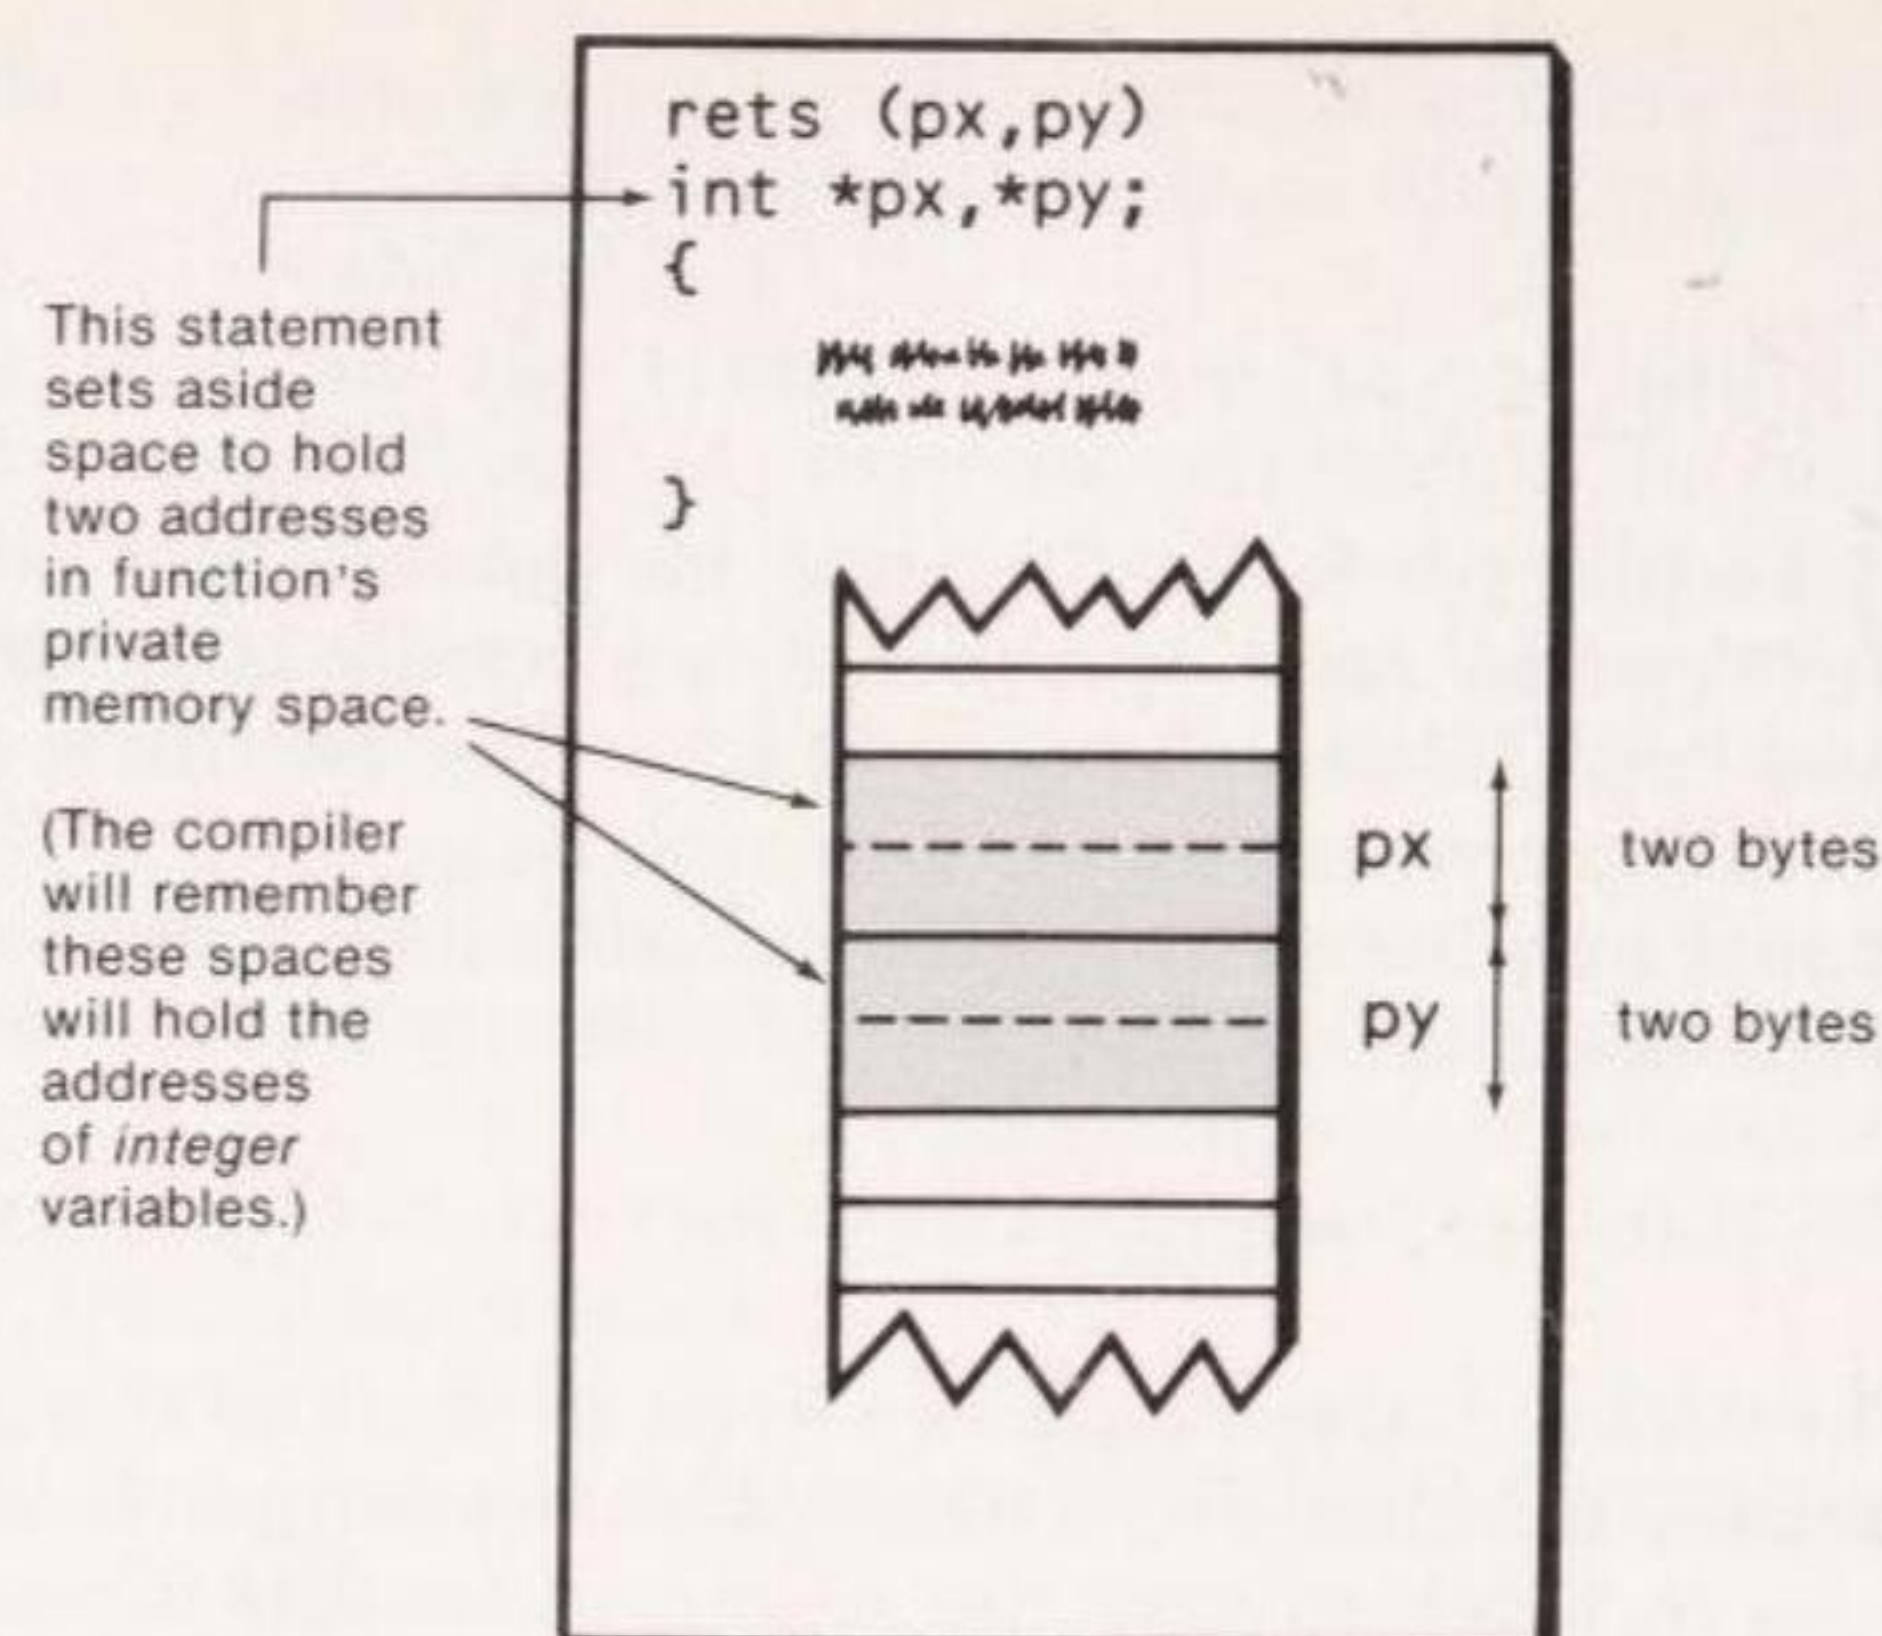 rets (px,py)
int *px,*py;
{
}
This statement
sets aside
space to hold
two addresses
in function's
private
memory space.
(The compiler
will remember
these spaces
will hold the
addresses
of integer
variables.)
px
two bytes
py
two bytes